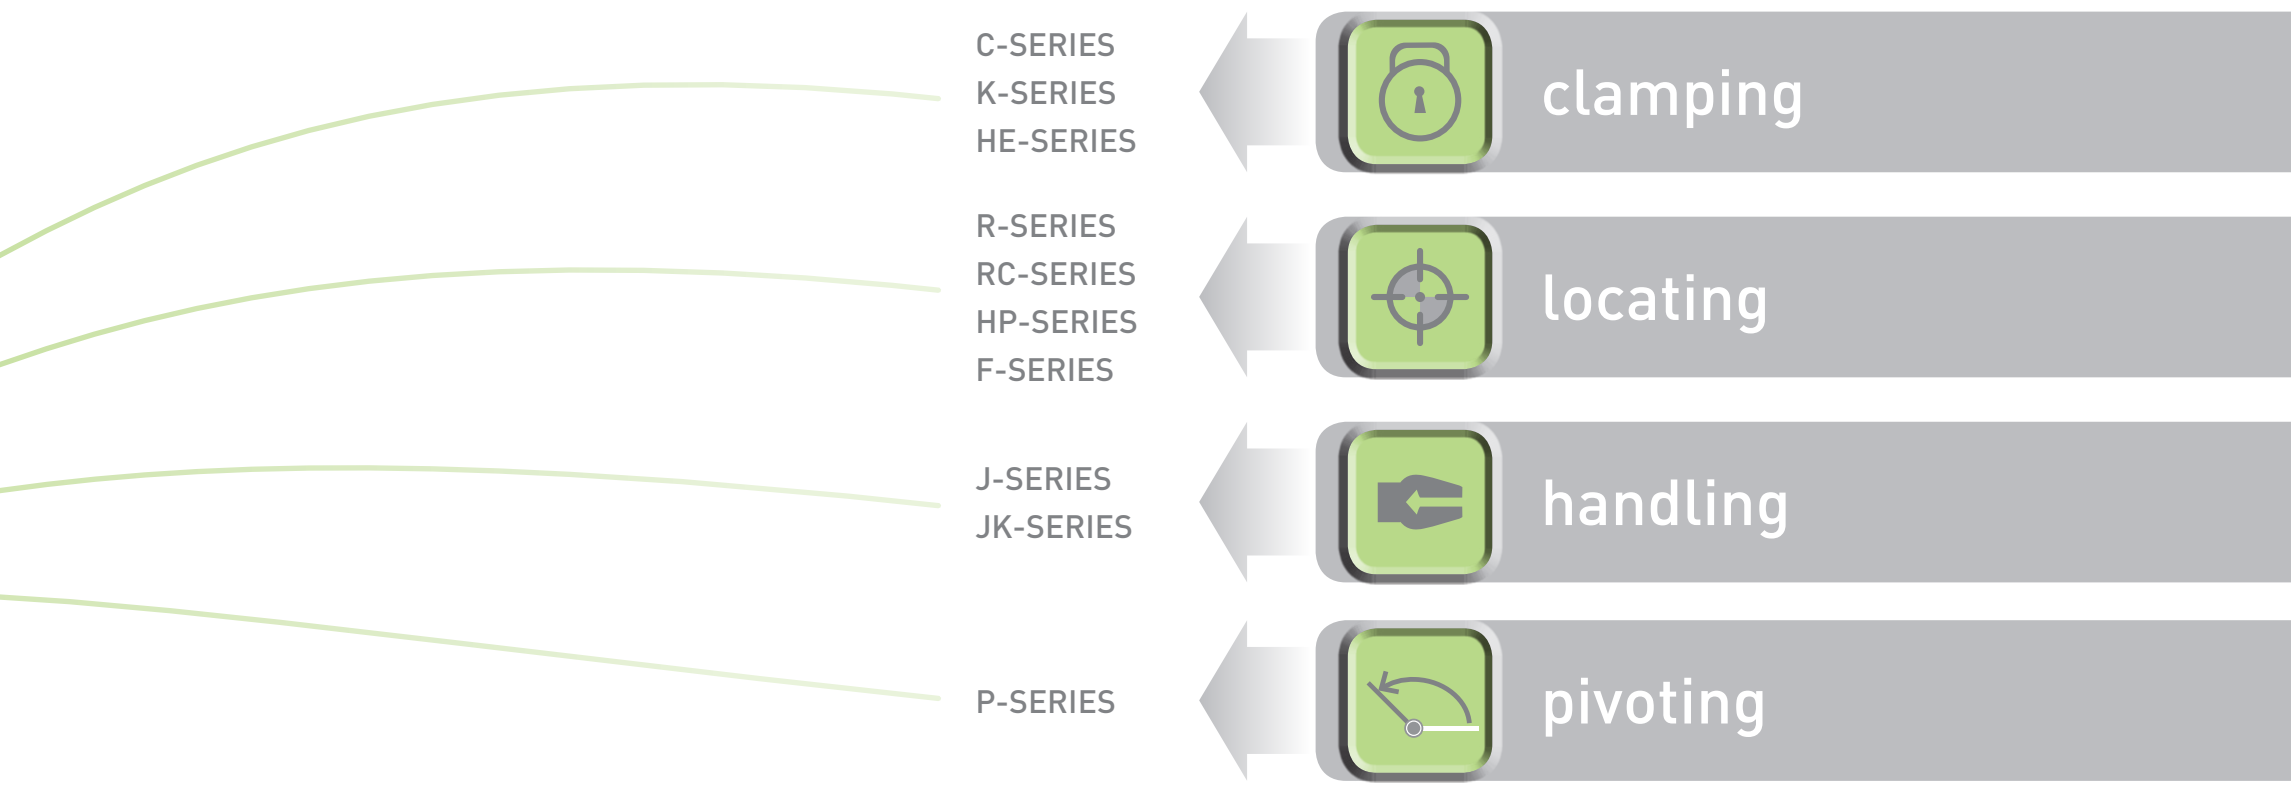 C-SERIES
K-SERIES
HE-SERIES
clamping
R-SERIES
RC-SERIES
HP-SERIES
F-SERIES
locating
J-SERIES
JK-SERIES
handling
P-SERIES
pivoting